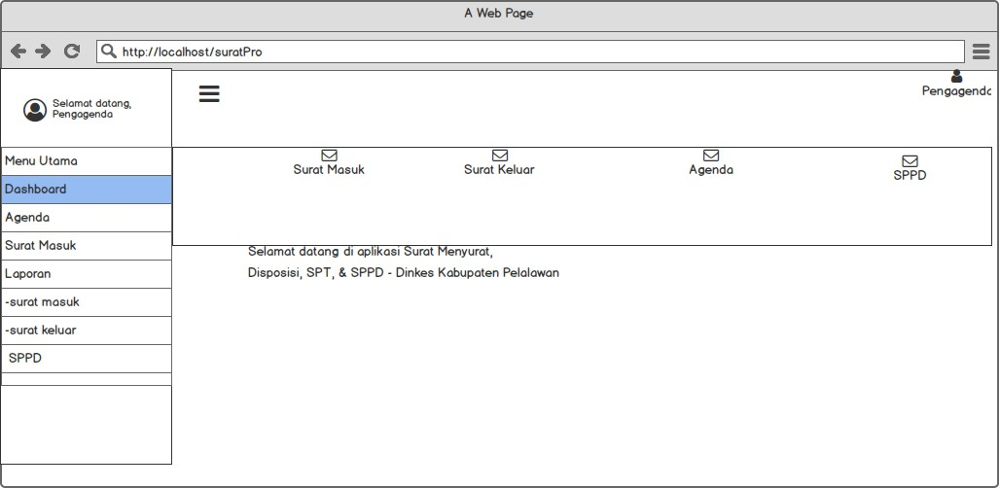 A Web Page
http://localhost/suratPro
Selamat datang,
Pengagenda
Pengagenda
Menu Utama
Dashboard
Agenda
Surat Masuk
Laporan
-surat masuk
-surat keluar
SPPD
Surat Masuk
Surat Keluar
Agenda
SPPD
Selamat datang di aplikasi Surat Menyurat,
Disposisi, SPT, & SPPD - Dinkes Kabupaten Pelalawan